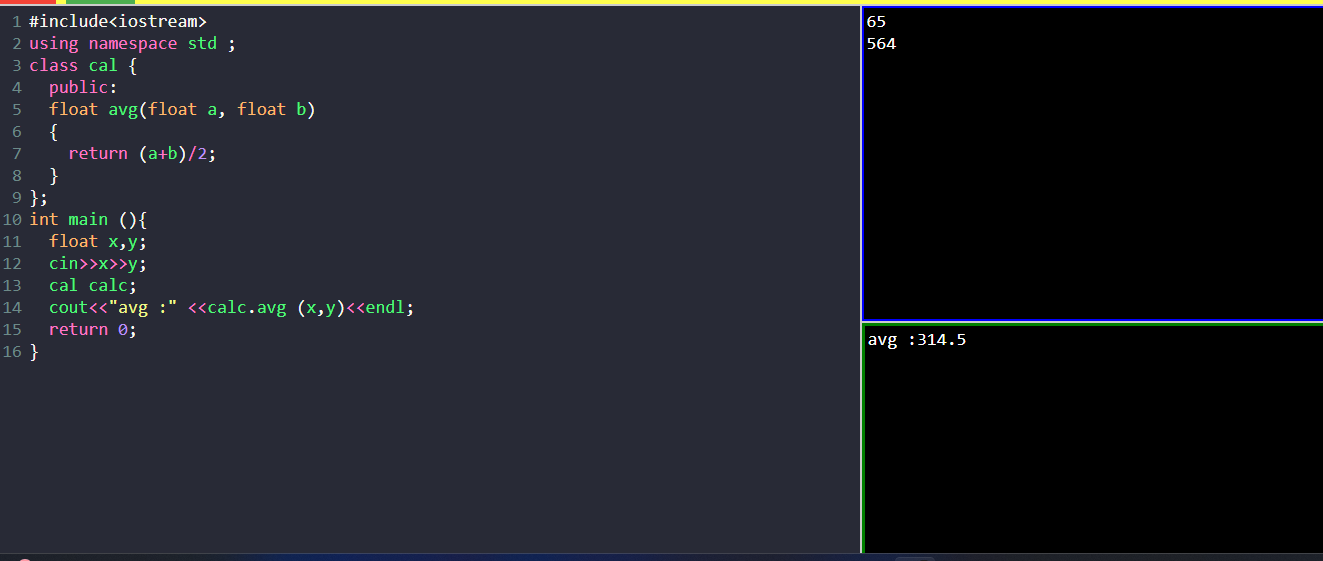 1 #include<iostream>
2 using namespace std ;
3 class cal {
4   public:
5   float avg(float a, float b)
6   {
7     return (a+b)/2;
8   }
9 };
10 int main (){
11   float x,y;
12   cin>>x>>y;
13   cal calc;
14   cout<<"avg :" <<calc.avg (x,y)<<endl;
15   return 0;
16 }
65
564
avg :314.5